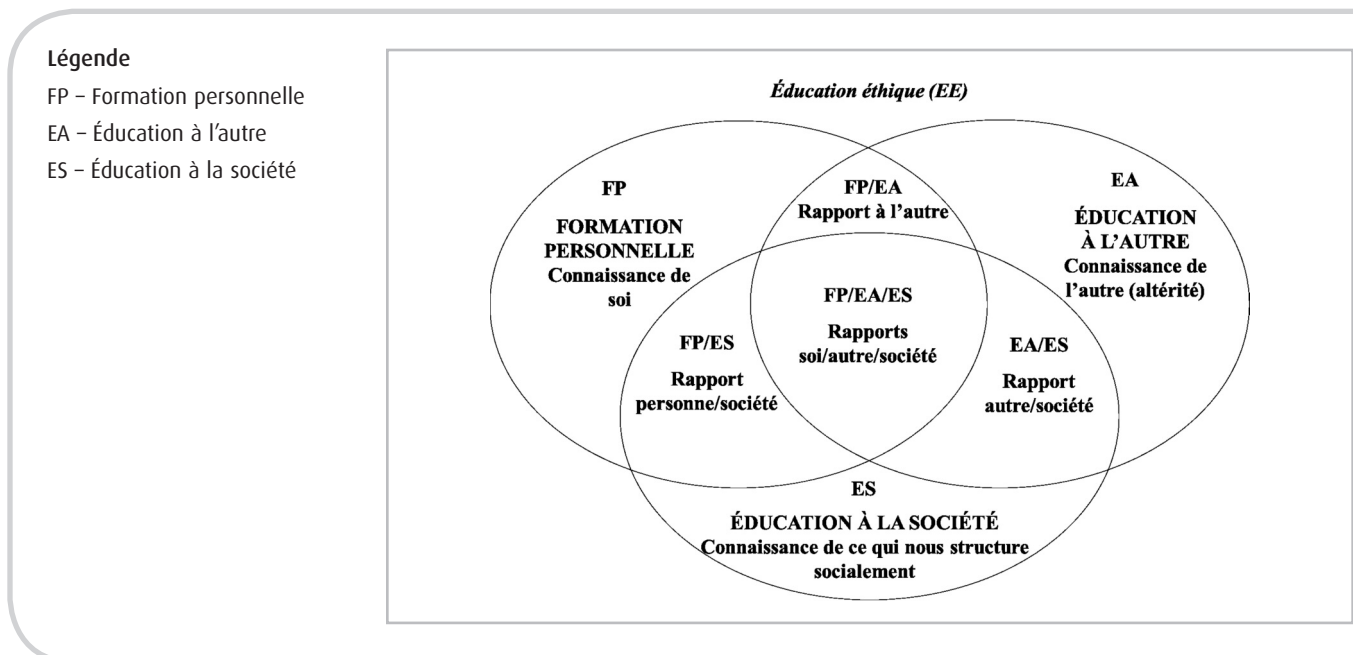 Légende
FP – Formation personnelle
EA – Éducation à l’autre
ES – Éducation à la société
Éducation éthique (EE)
FP
FORMATION
PERSONNELLE
Connaissance de
soi
FP/EA
Rapport à l’autre
EA
ÉDUCATION
À L’AUTRE
Connaissance de
l’autre (altérité)
FP/ES
Rapport
personne/société
FP/EA/ES
Rapports
soi/autre/société
EA/ES
Rapport
autre/société
ES
ÉDUCATION À LA SOCIÉTÉ
Connaissance de ce qui nous structure
socialement